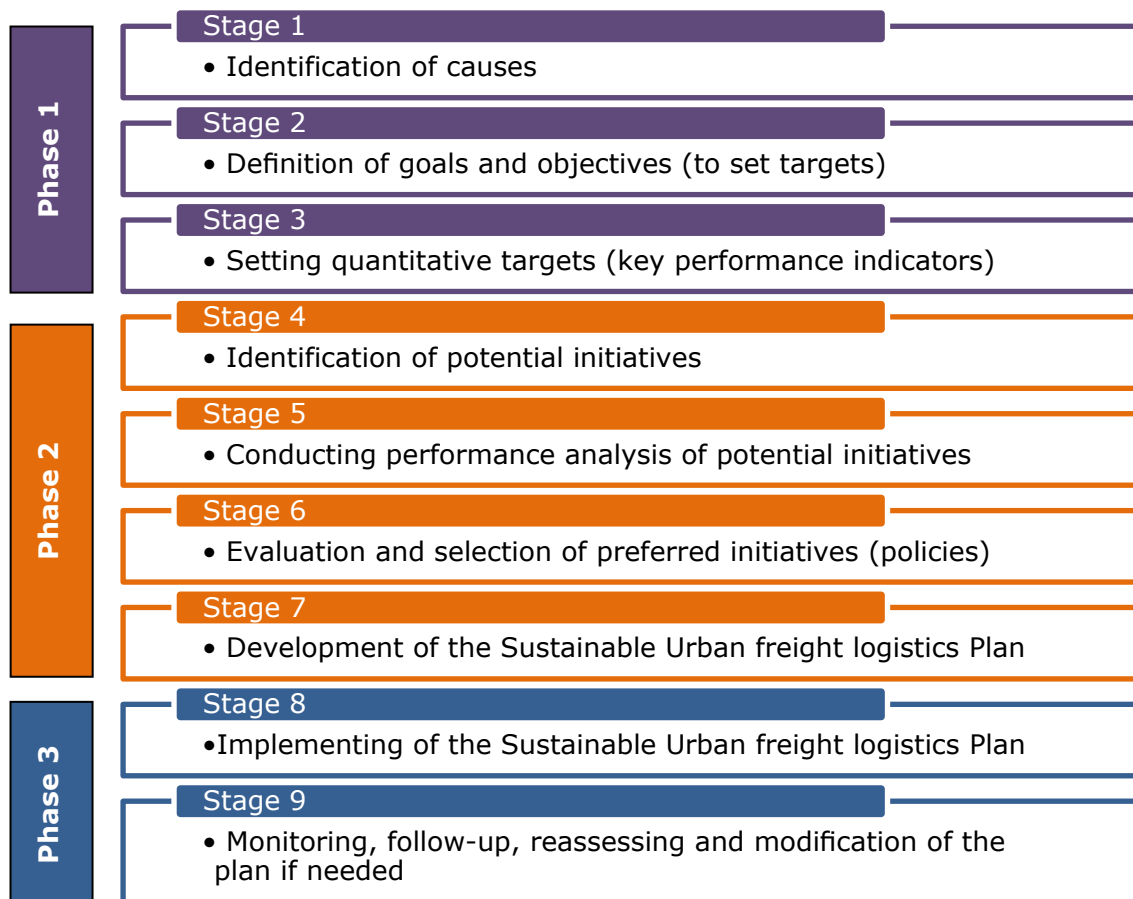 Phase 1
Stage 1
• Identification of causes
Stage 2
• Definition of goals and objectives (to set targets)
Stage 3
• Setting quantitative targets (key performance indicators)
Phase 2
Stage 4
• Identification of potential initiatives
Stage 5
• Conducting performance analysis of potential initiatives
Stage 6
• Evaluation and selection of preferred initiatives (policies)
Stage 7
• Development of the Sustainable Urban freight logistics Plan
Phase 3
Stage 8
•Implementing of the Sustainable Urban freight logistics Plan
Stage 9
• Monitoring, follow-up, reassessing and modification of the
plan if needed